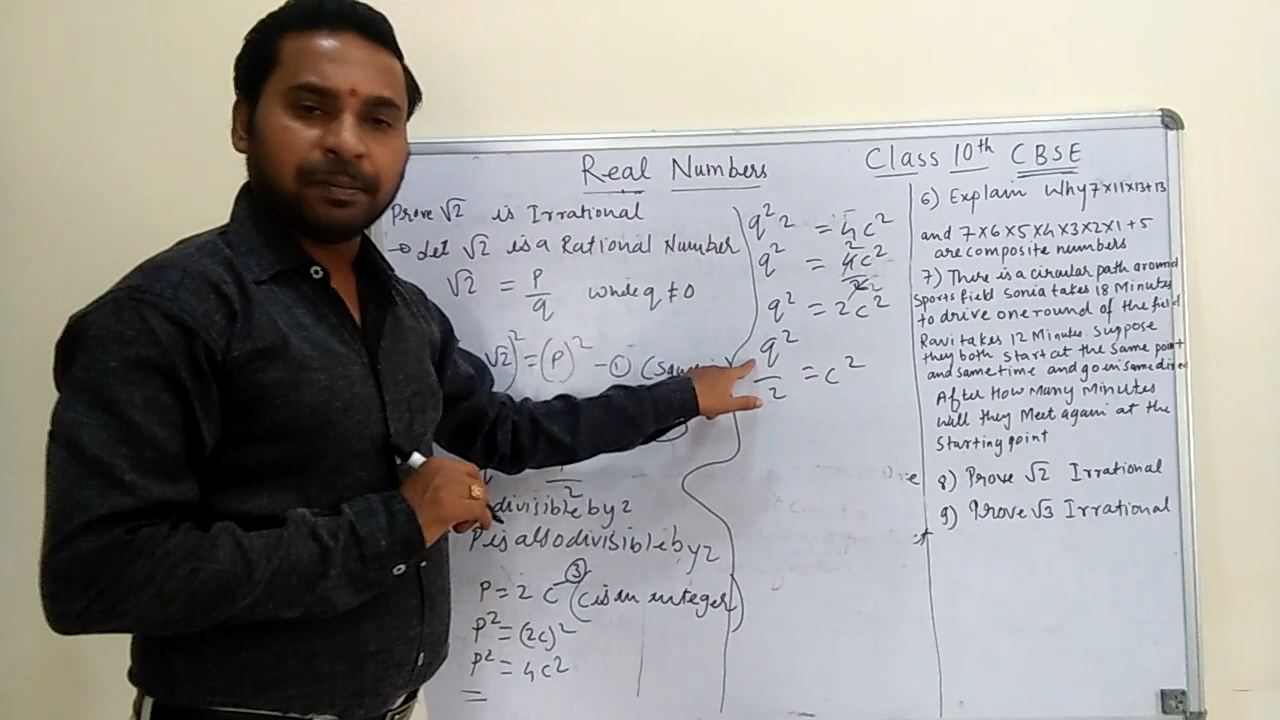 Real Numbers
Class 10th CBSE
Prove √2 is Irrational
→ Let √2 is a Rational Number
√2 = P/q while q ≠ 0
√2)² = (P)² – ① (
2
divisible by 2
P is also divisible by 2
P = 2 c – ③ (c is an integer)
P² = (2c)²
P² = 4c²
=
q² 2 = 4c²
q² = 4c²/2
q² = 2c²
q²/2 = c²
6) Explain Why 7×11×13+13
and 7×6×5×4×3×2×1+5
are composite numbers
7) There is a circular path around
Sports field Sonia takes 18 Minutes
to drive one round of the field
Ravi takes 12 Minutes. Suppose
they both start at the same point
and same time and go in same direc
After How Many Minutes
will they Meet again at the
Starting point
8) Prove √2 Irrational
9) Prove √3 Irrational